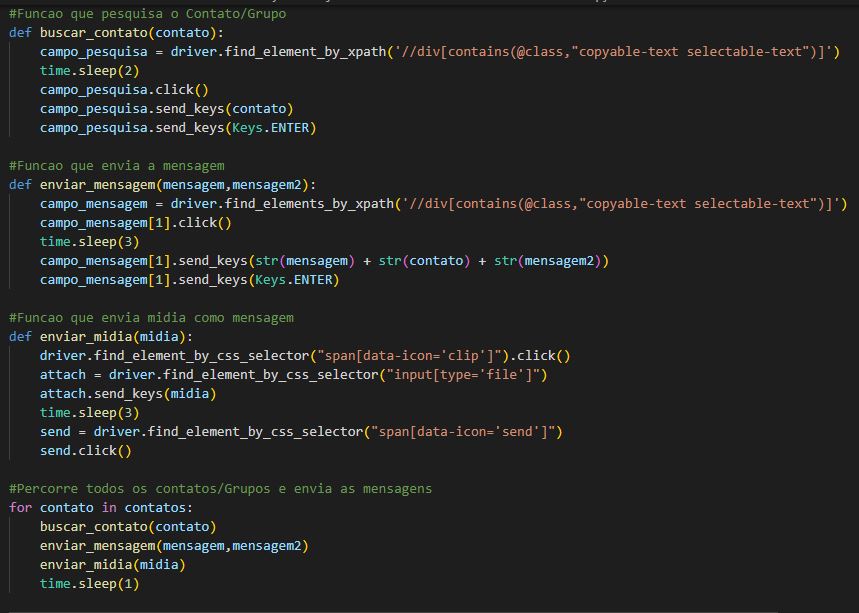 #Funcao que pesquisa o Contato/Grupo
def buscar_contato(contato):
    campo_pesquisa = driver.find_element_by_xpath('//div[contains(@class,"copyable-text selectable-text")]')
    time.sleep(2)
    campo_pesquisa.click()
    campo_pesquisa.send_keys(contato)
    campo_pesquisa.send_keys(Keys.ENTER)

#Funcao que envia a mensagem
def enviar_mensagem(mensagem,mensagem2):
    campo_mensagem = driver.find_elements_by_xpath('//div[contains(@class,"copyable-text selectable-text")]')
    campo_mensagem[1].click()
    time.sleep(3)
    campo_mensagem[1].send_keys(str(mensagem) + str(contato) + str(mensagem2))
    campo_mensagem[1].send_keys(Keys.ENTER)

#Funcao que envia midia como mensagem
def enviar_midia(midia):
    driver.find_element_by_css_selector("span[data-icon='clip']").click()
    attach = driver.find_element_by_css_selector("input[type='file']")
    attach.send_keys(midia)
    time.sleep(3)
    send = driver.find_element_by_css_selector("span[data-icon='send']")
    send.click()

#Percorre todos os contatos/Grupos e envia as mensagens
for contato in contatos:
    buscar_contato(contato)
    enviar_mensagem(mensagem,mensagem2)
    enviar_midia(midia)
    time.sleep(1)